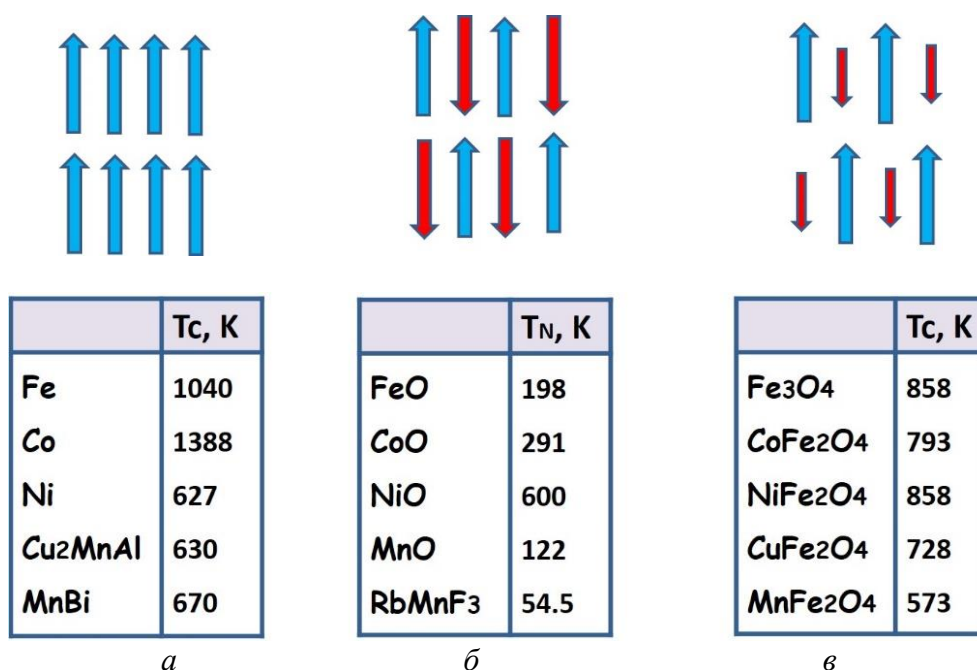 Tc, K
Fe 1040
Co 1388
Ni 627
Cu2MnAl 630
MnBi 670
а
TN, K
FeO 198
CoO 291
NiO 600
MnO 122
RbMnF3 54.5
б
Tc, K
Fe3O4 858
CoFe2O4 793
NiFe2O4 858
CuFe2O4 728
MnFe2O4 573
в